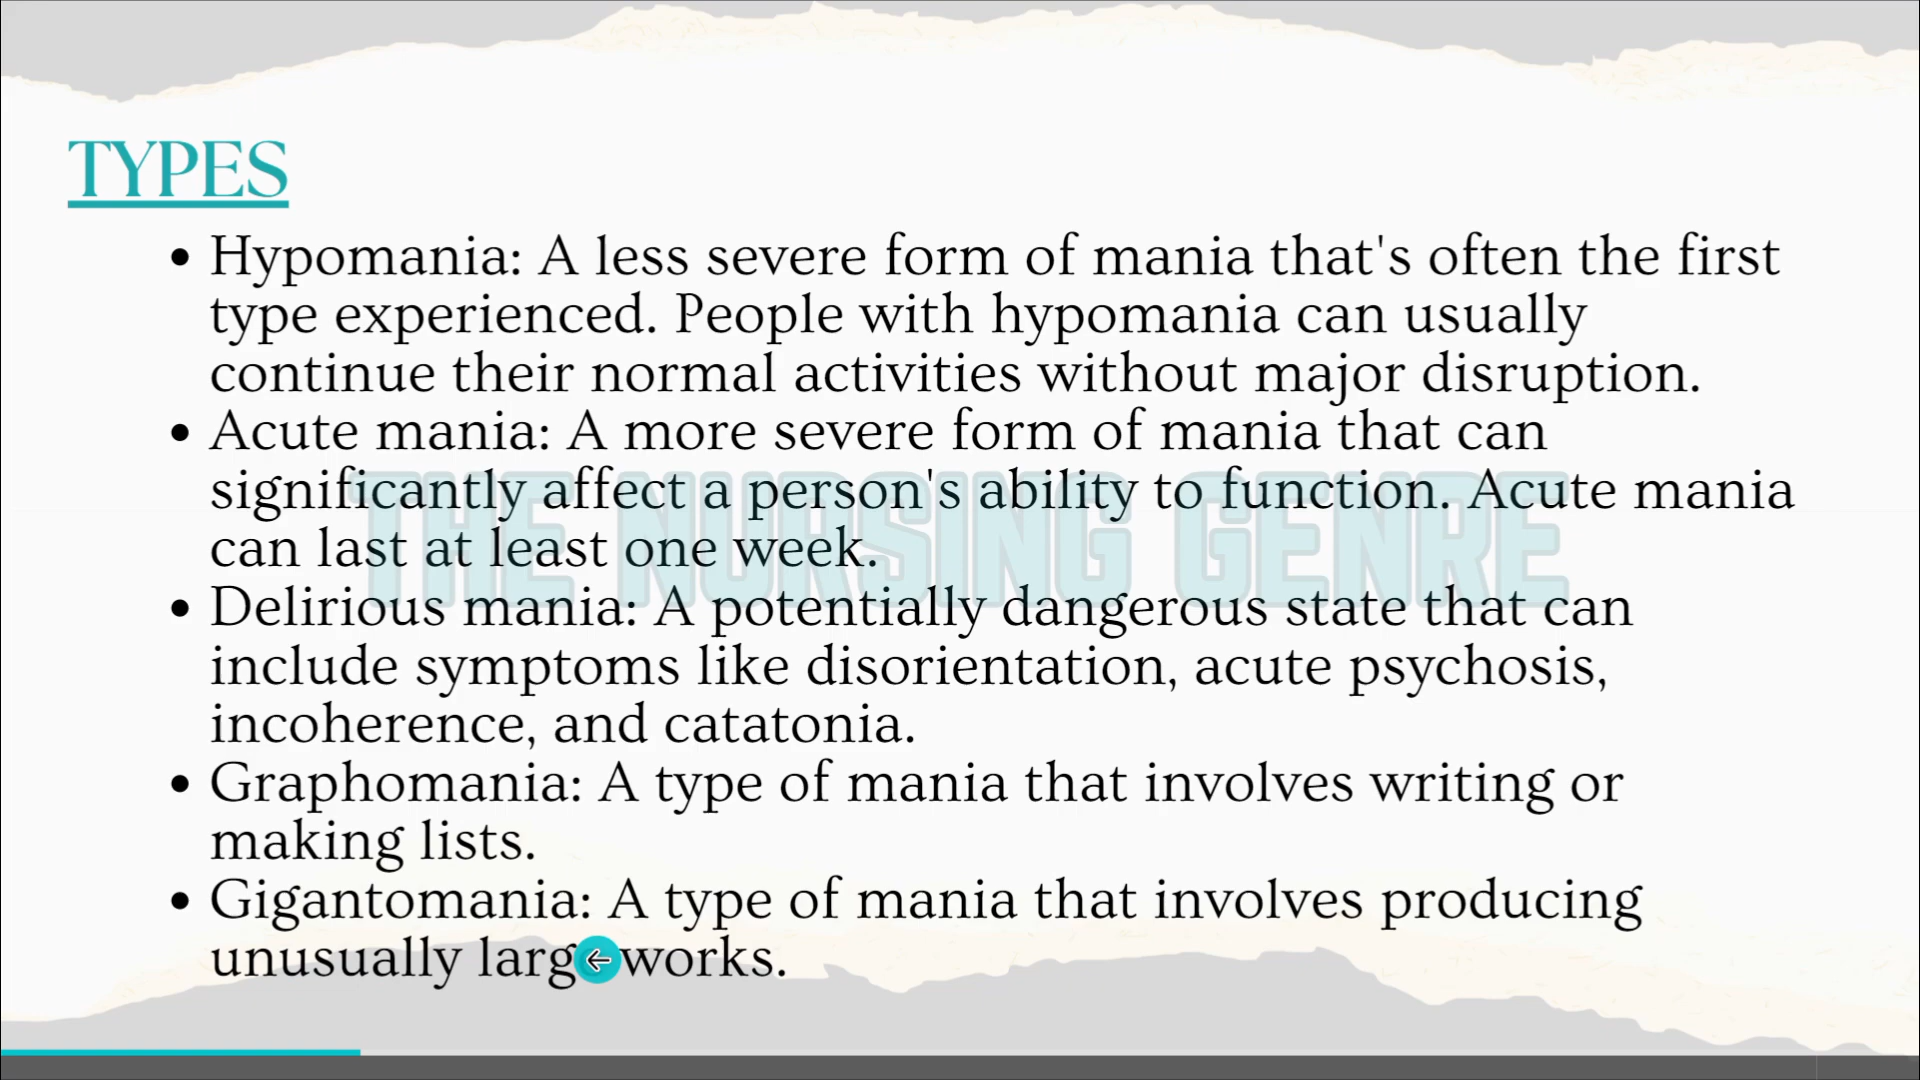 TYPES
• Hypomania: A less severe form of mania that's often the first
type experienced. People with hypomania can usually
continue their normal activities without major disruption.
• Acute mania: A more severe form of mania that can
significantly affect a person's ability to function. Acute mania
can last at least one week.
THE NURSING GENRE
• Delirious mania: A potentially dangerous state that can
include symptoms like disorientation, acute psychosis,
incoherence, and catatonia.
• Graphomania: A type of mania that involves writing or
making lists.
• Gigantomania: A type of mania that involves producing
unusually large works.